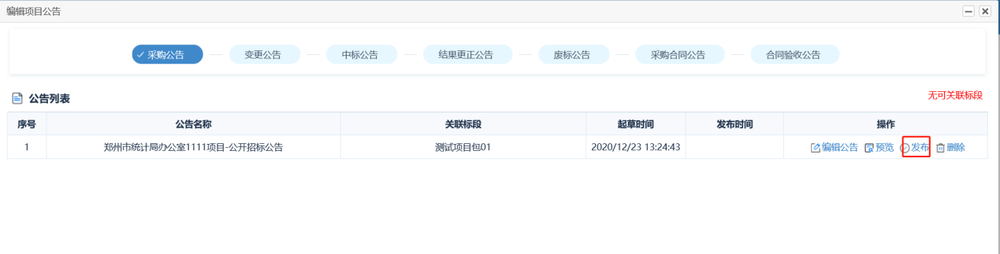 编辑项目公告
采购公告 变更公告 中标公告 结果更正公告 废标公告 采购合同公告 合同验收公告
公告列表 无可关联标段
序号 公告名称 关联标段 起草时间 发布时间 操作
1 郑州市统计局办公室1111项目-公开招标公告 测试项目包01 2020/12/23 13:24:43 编辑公告 预览 发布 删除